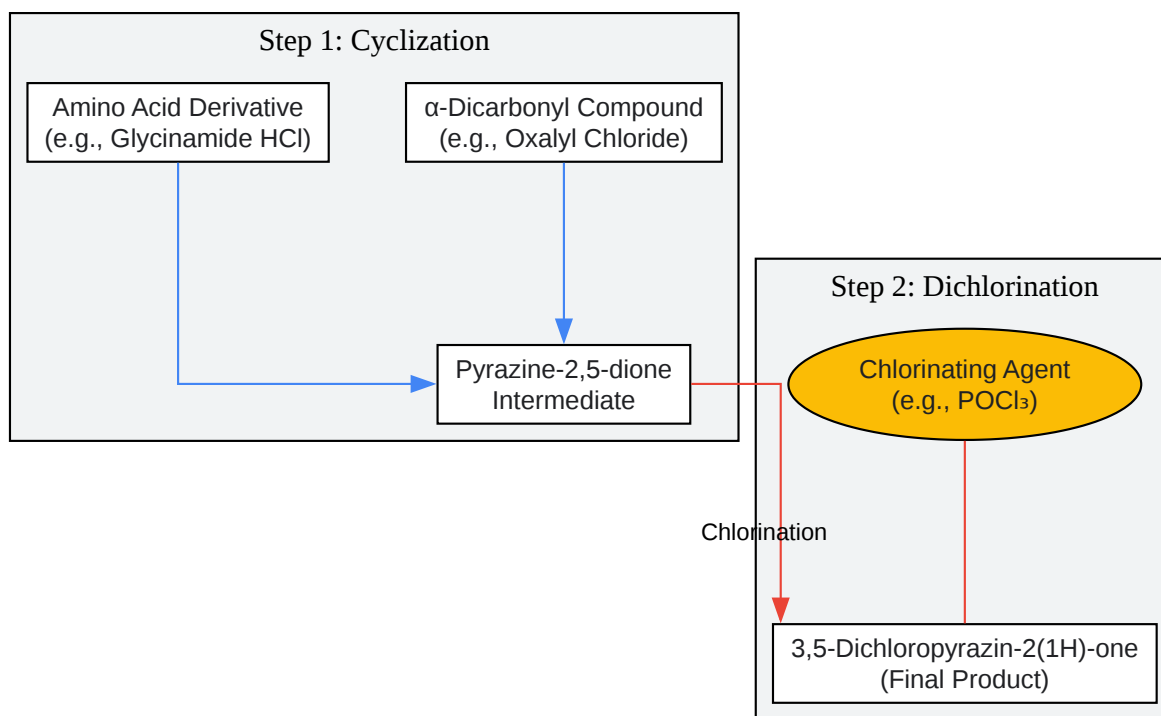 Step 1: Cyclization
Amino Acid Derivative
(e.g., Glycinamide HCl)
α-Dicarbonyl Compound
(e.g., Oxalyl Chloride)
Pyrazine-2,5-dione
Intermediate
Step 2: Dichlorination
Chlorinating Agent
(e.g., POCl₃)
Chlorination
3,5-Dichloropyrazin-2(1H)-one
(Final Product)